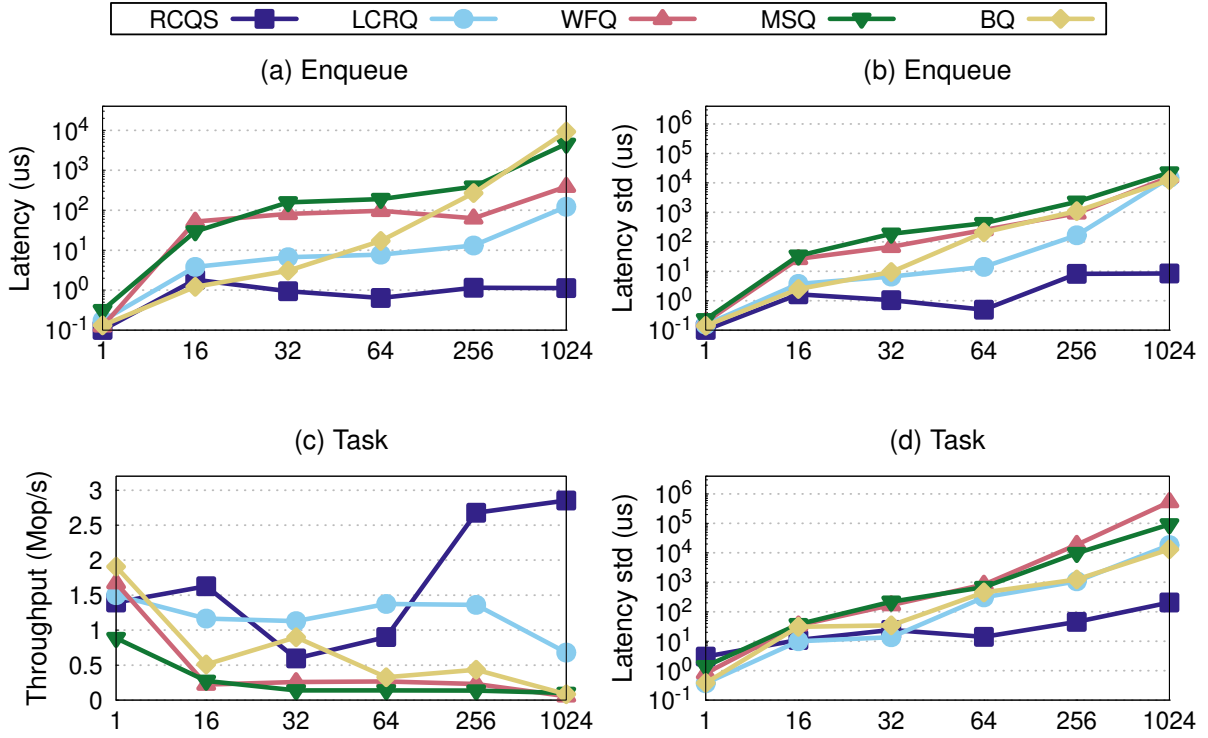 RCQS LCRQ WFQ MSQ BQ
(a) Enqueue
Latency (us)
10^4
10^3
10^2
10^1
10^0
10^-1
1 16 32 64 256 1024
(b) Enqueue
Latency std (us)
10^6
10^5
10^4
10^3
10^2
10^1
10^0
10^-1
1 16 32 64 256 1024
(c) Task
Throughput (Mop/s)
3
2.5
2
1.5
1
0.5
0
1 16 32 64 256 1024
(d) Task
Latency std (us)
10^6
10^5
10^4
10^3
10^2
10^1
10^0
10^-1
1 16 32 64 256 1024